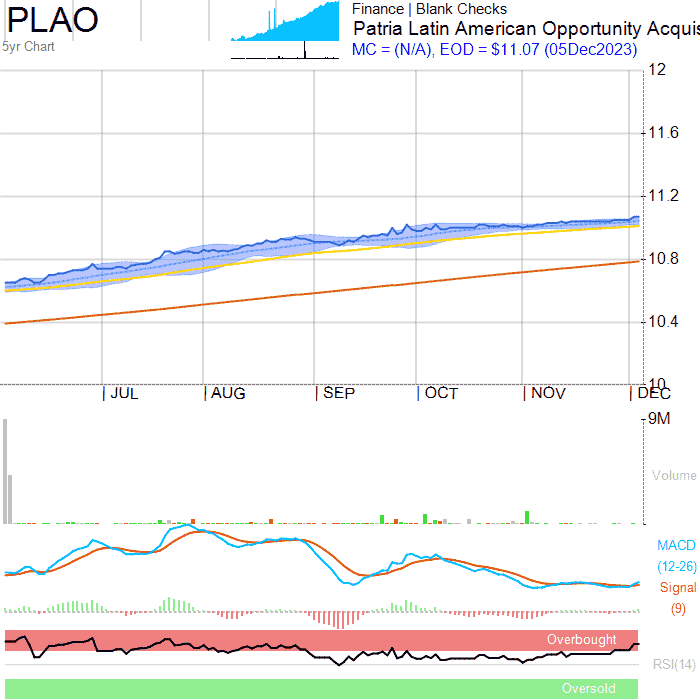 PLAO
Finance | Blank Checks
Patria Latin American Opportunity Acquis
5yr Chart
MC = (N/A), EOD = $11.07 (05Dec2023)
12
11.6
11.2
10.8
10.4
10
JUL AUG SEP OCT NOV DEC
9M
Volume
MACD
(12-26)
Signal
(9)
Overbought
RSI(14)
Oversold